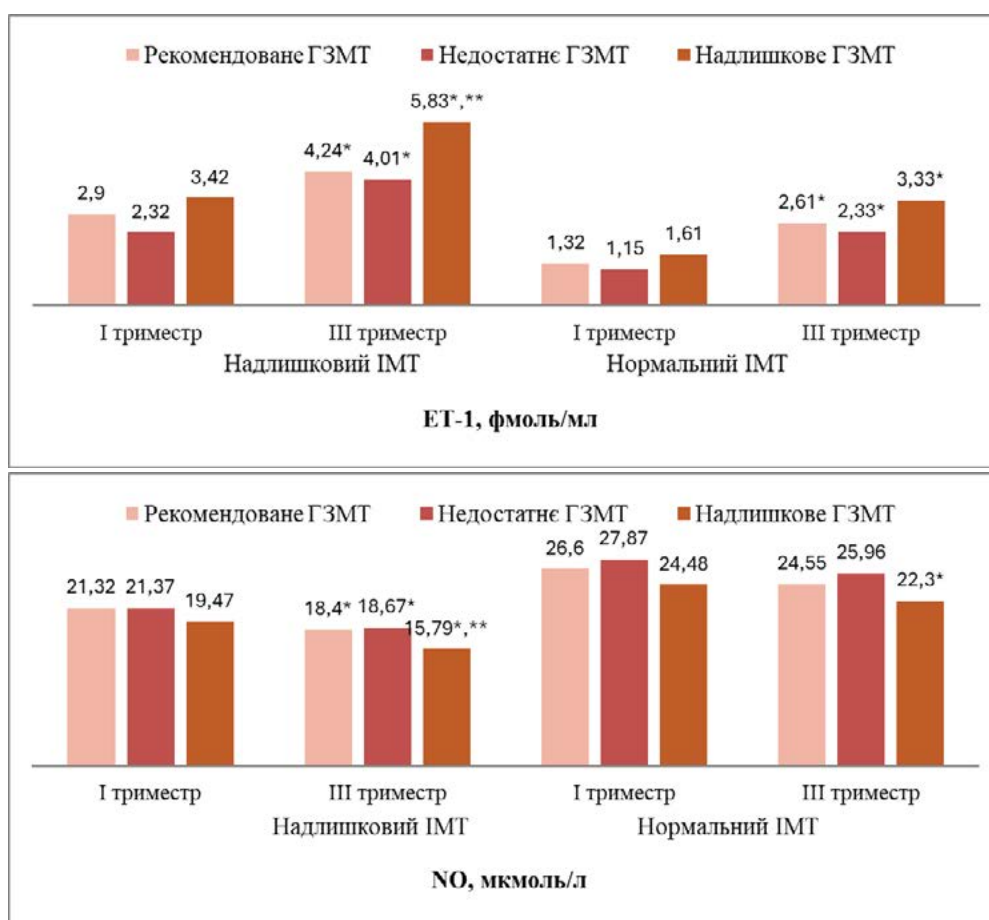 Рекомендоване ГЗМТ Недостатнє ГЗМТ Надлишкове ГЗМТ
2,9 2,32 3,42 4,24* 4,01* 5,83*,** 1,32 1,15 1,61 2,61* 2,33* 3,33*
І триместр ІІІ триместр І триместр ІІІ триместр
Надлишковий ІМТ Нормальний ІМТ
ЕТ-1, фмоль/мл
Рекомендоване ГЗМТ Недостатнє ГЗМТ Надлишкове ГЗМТ
21,32 21,37 19,47 18,4* 18,67* 15,79*,** 26,6 27,87 24,48 24,55 25,96 22,3*
І триместр ІІІ триместр І триместр ІІІ триместр
Надлишковий ІМТ Нормальний ІМТ
NO, мкмоль/л